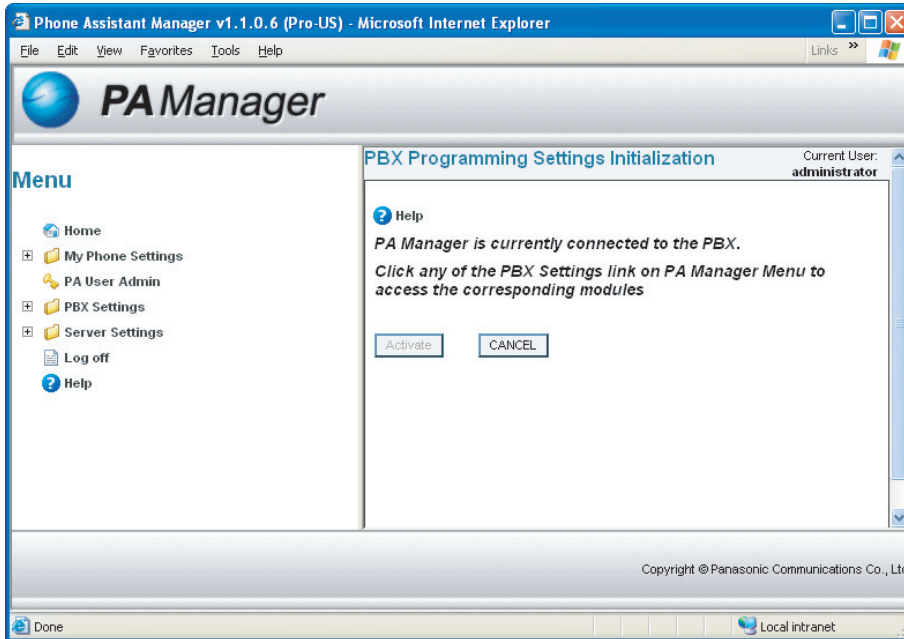 Phone Assistant Manager v1.1.0.6 (Pro-US) - Microsoft Internet Explorer
File Edit View Favorites Tools Help
Links »
PA Manager
Menu
Home
My Phone Settings
PA User Admin
PBX Settings
Server Settings
Log off
Help
PBX Programming Settings Initialization
Current User:
administrator
Help
PA Manager is currently connected to the PBX.
Click any of the PBX Settings link on PA Manager Menu to
access the corresponding modules
Activate CANCEL
Copyright © Panasonic Communications Co., Ltd
Done
Local intranet